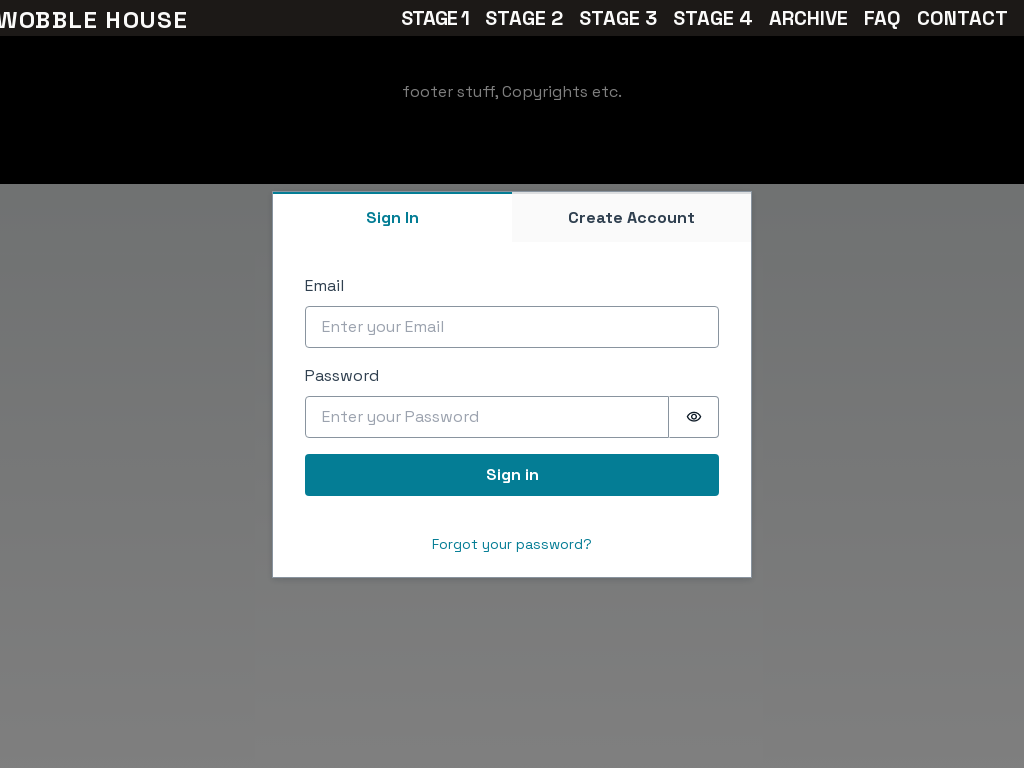 WOBBLE HOUSE
STAGE 1 STAGE 2 STAGE 3 STAGE 4 ARCHIVE FAQ CONTACT
footer stuff, Copyrights etc.
Sign In
Create Account
Email
Enter your Email
Password
Enter your Password
Sign in
Forgot your password?